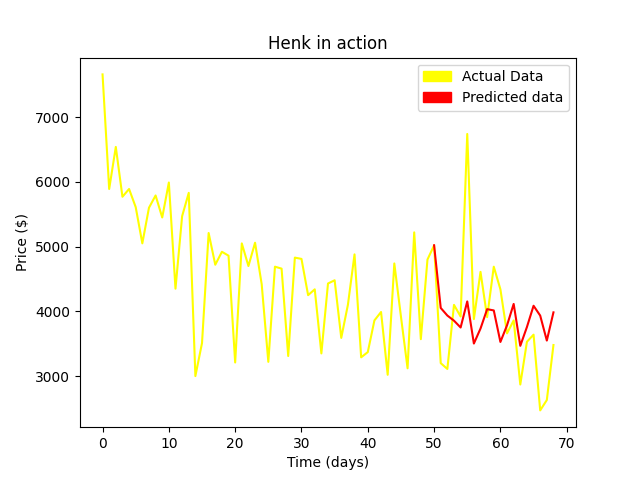 Henk in action
Actual Data
Predicted data
Price ($)
7000
6000
5000
4000
3000
0 10 20 30 40 50 60 70
Time (days)